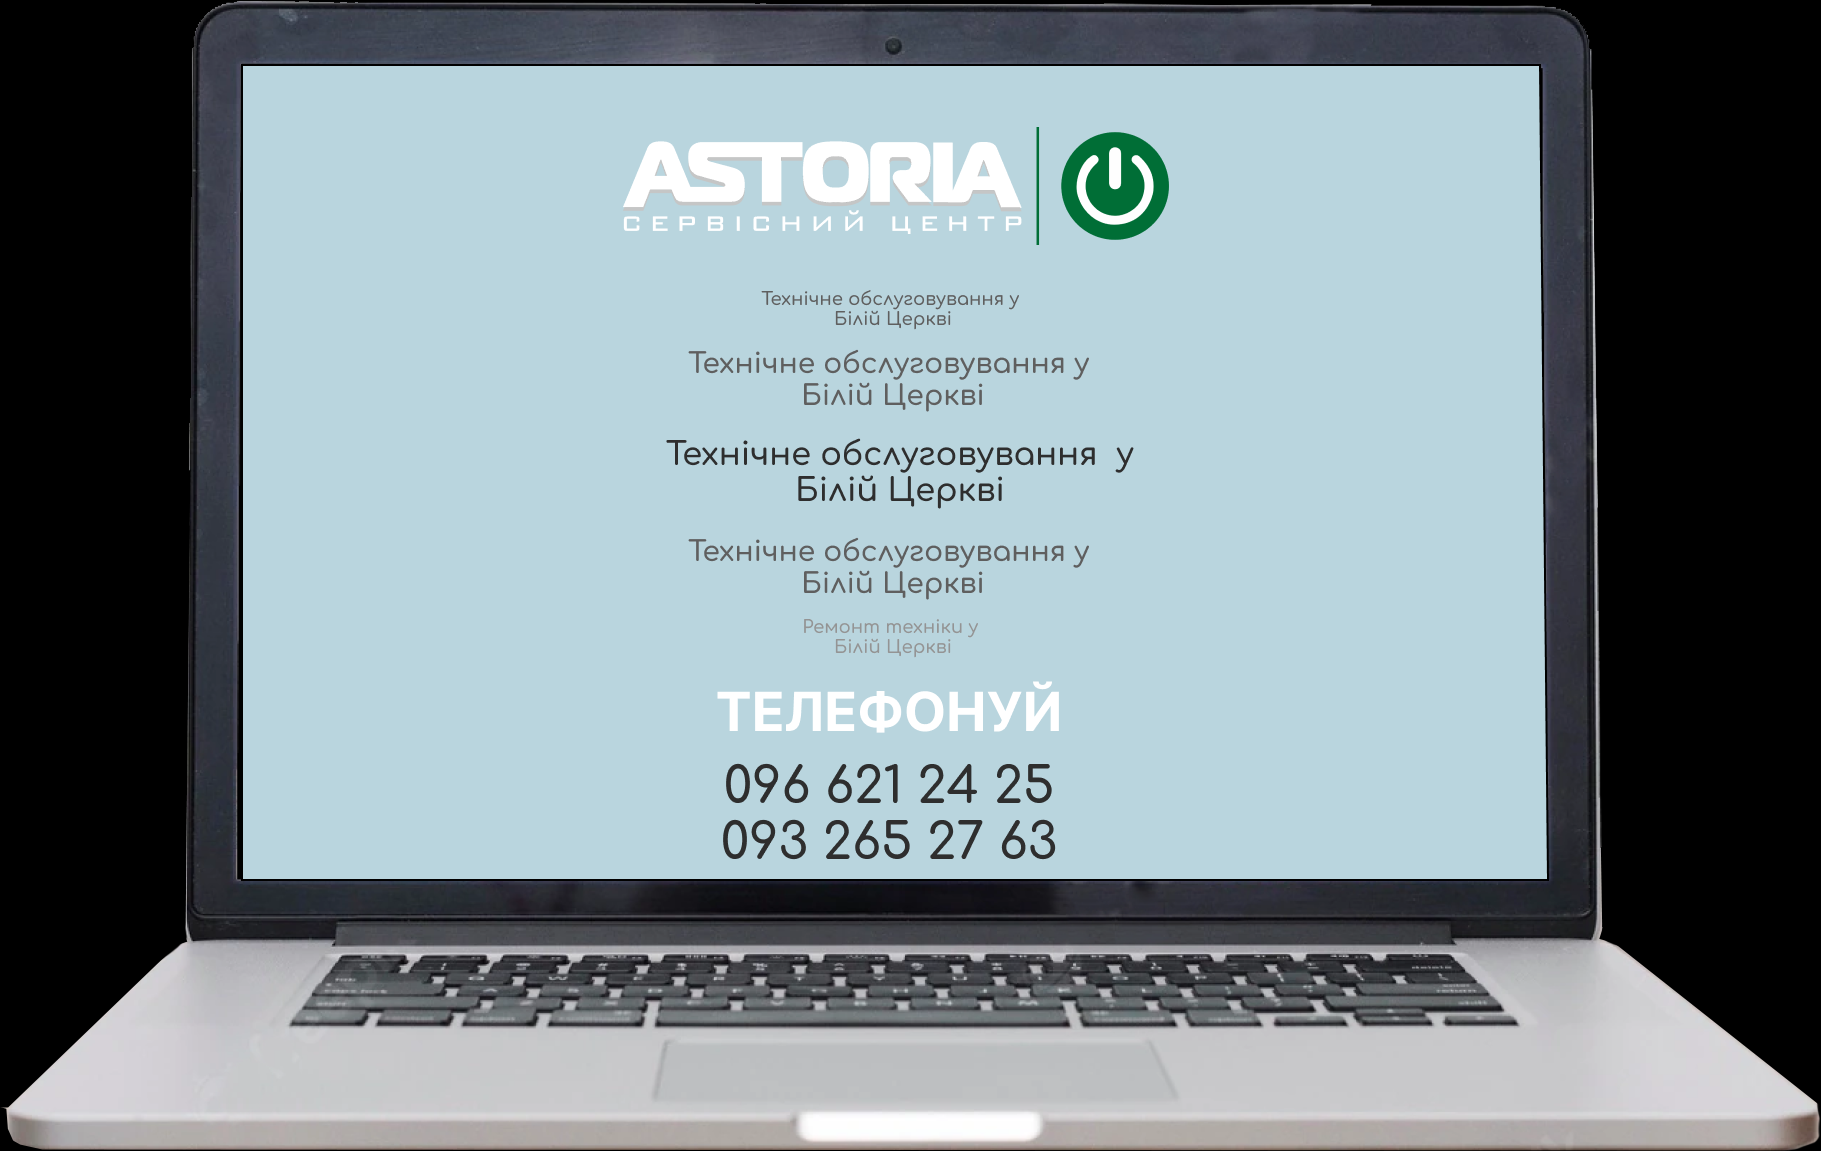 ASTORIA
СЕРВІСНИЙ ЦЕНТР
Технічне обслуговування у
Білій Церкві
Технічне обслуговування у
Білій Церкві
Технічне обслуговування у
Білій Церкві
Технічне обслуговування у
Білій Церкві
Ремонт техніки у
Білій Церкві
ТЕЛЕФОНУЙ
096 621 24 25
093 265 27 63